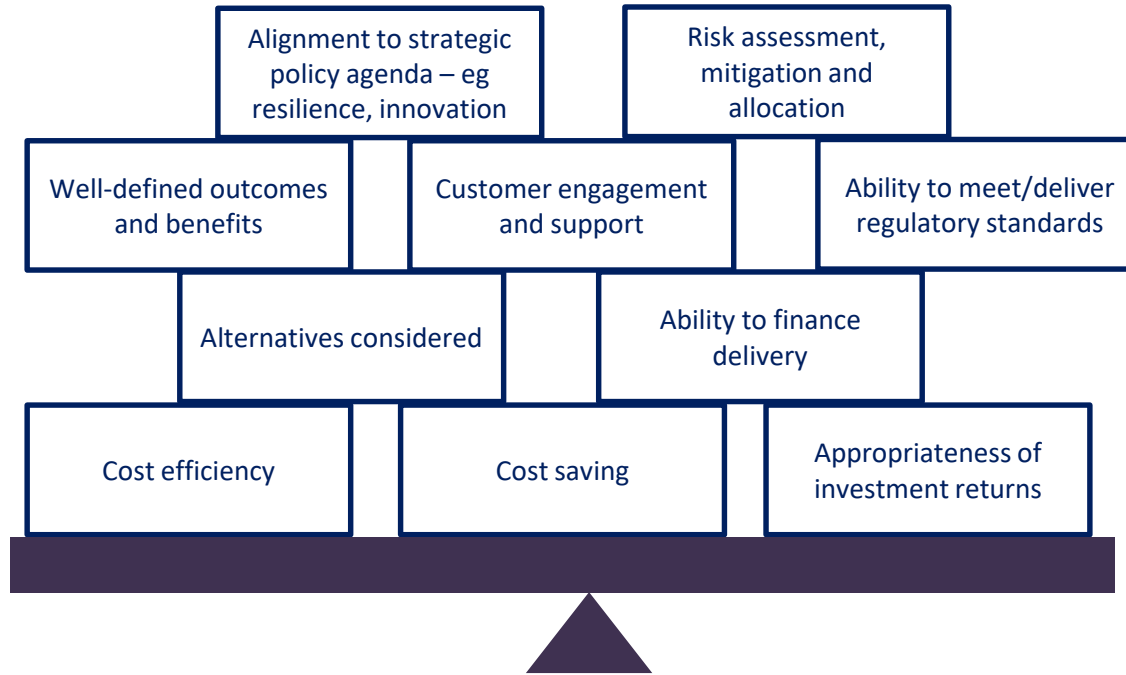 Alignment to strategic
policy agenda – eg
resilience, innovation
Risk assessment,
mitigation and
allocation
Well-defined outcomes
and benefits
Customer engagement
and support
Ability to meet/deliver
regulatory standards
Alternatives considered
Ability to finance
delivery
Cost efficiency
Cost saving
Appropriateness of
investment returns